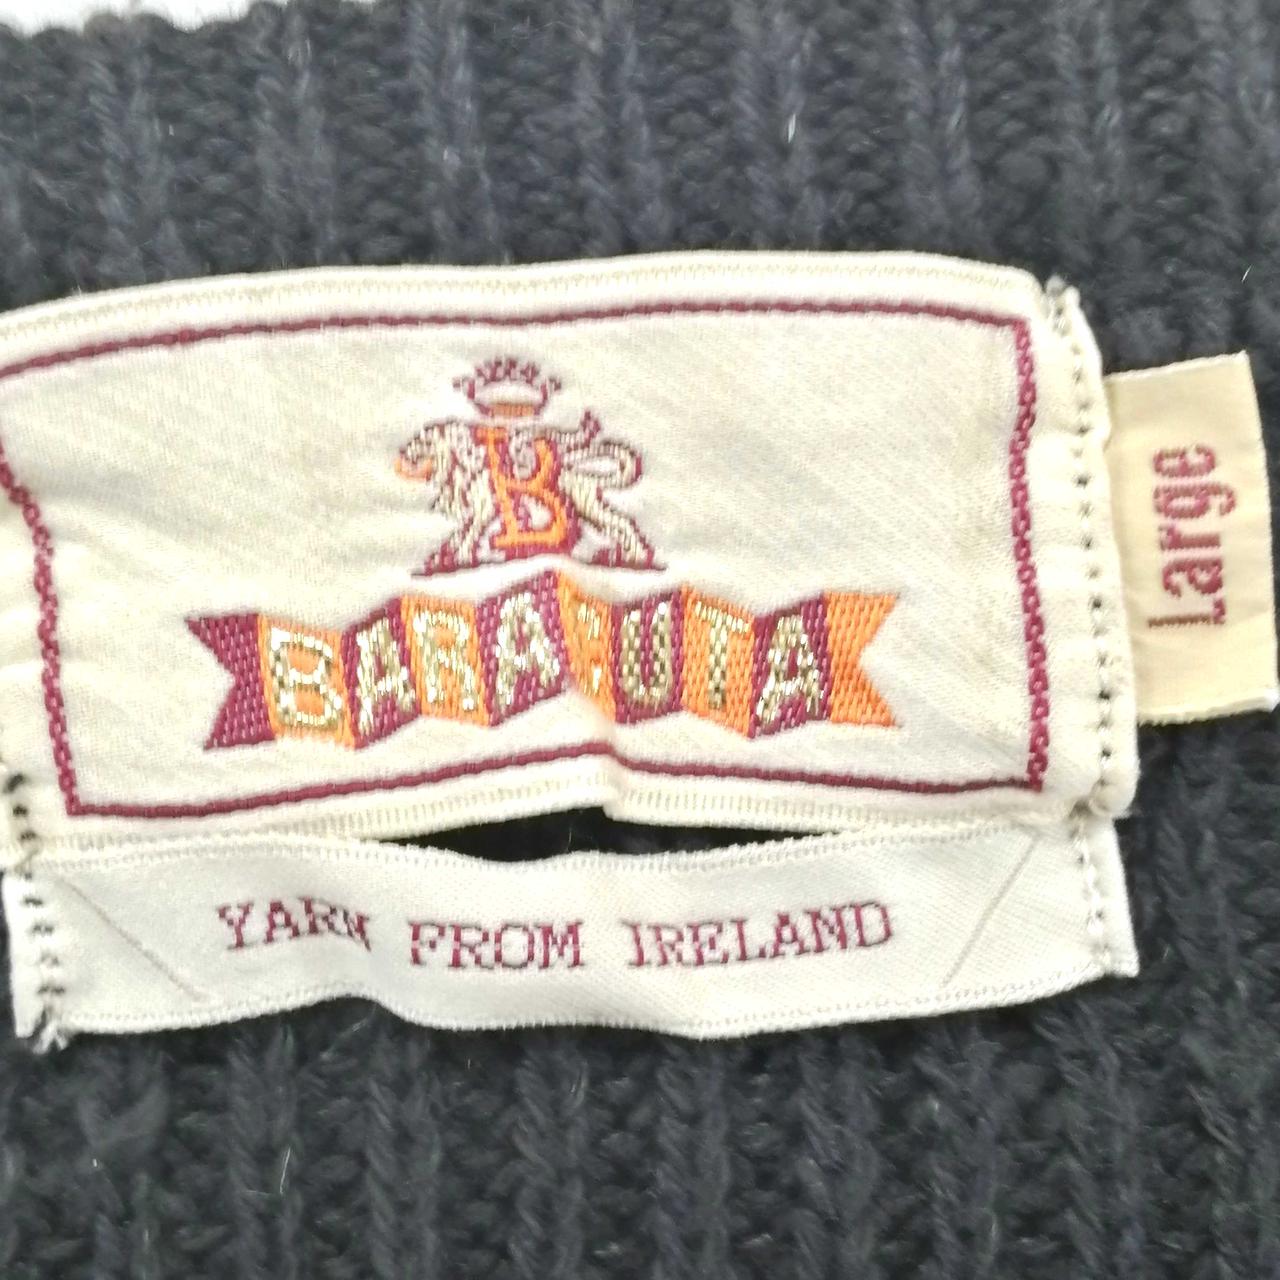 B
BARACUTA
Large
YARN FROM IRELAND